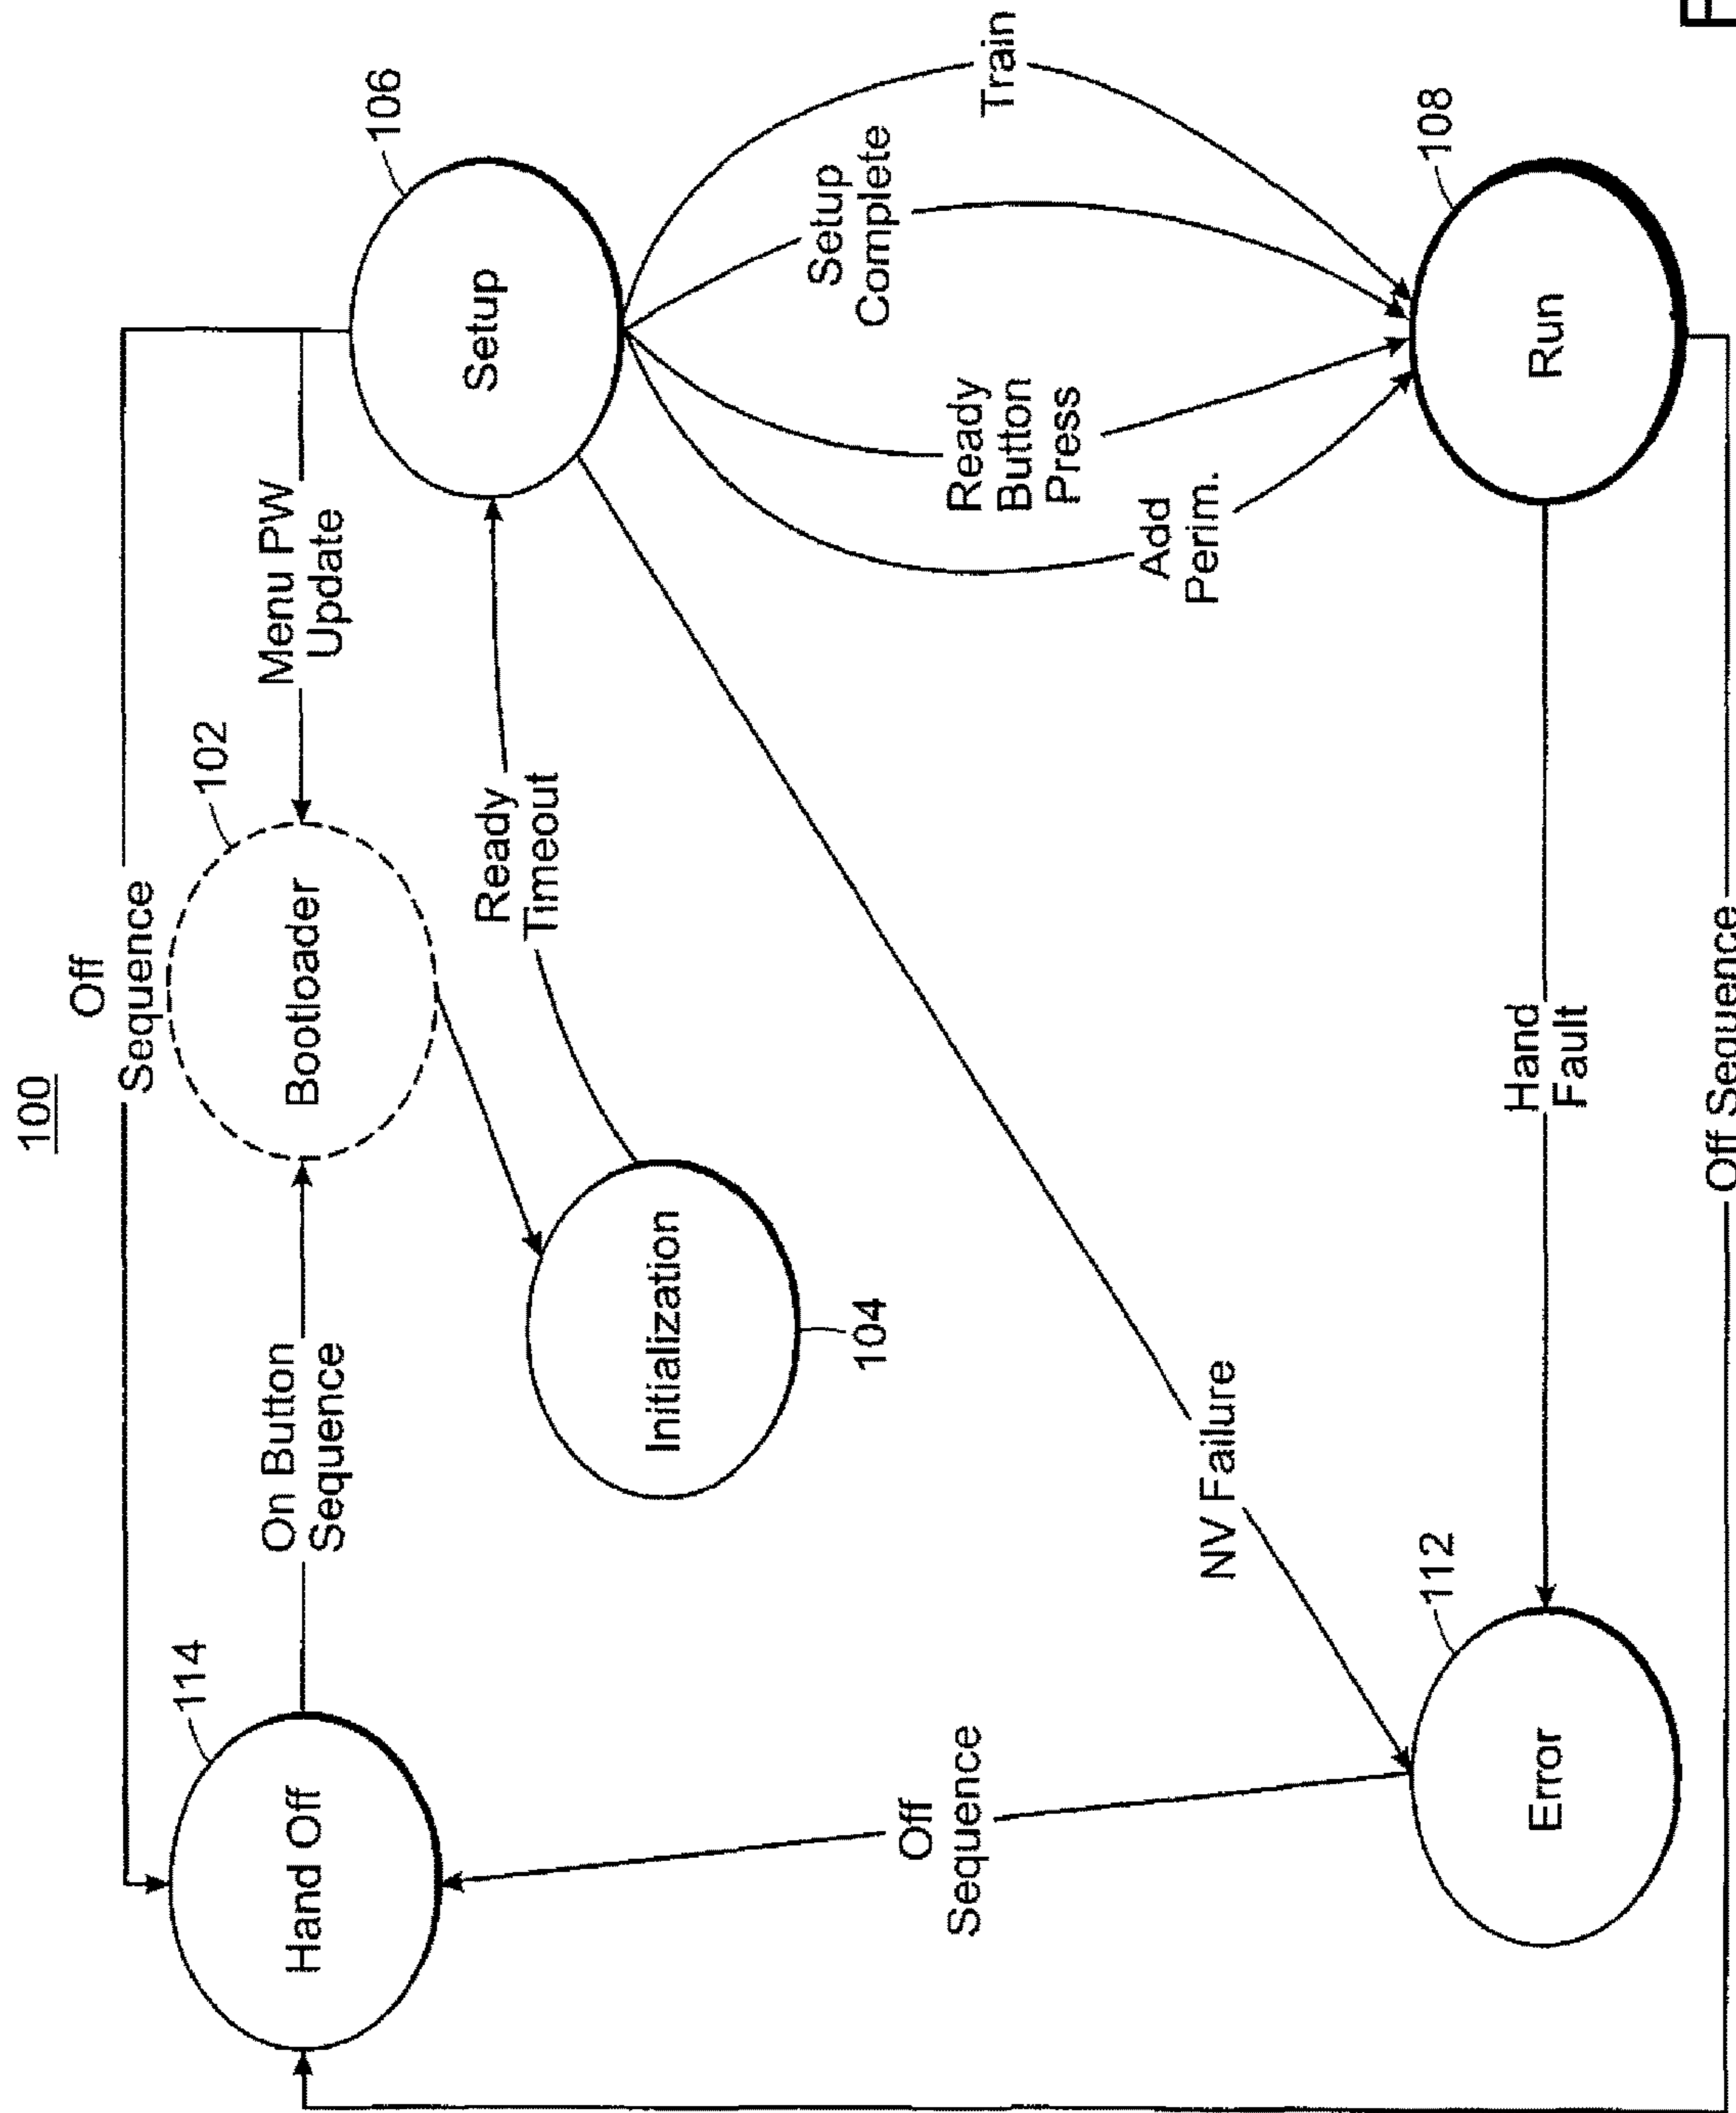 100
Off
Sequence
114
Hand Off
On Button
Sequence
102
Bootloader
Menu PW
Update
106
Setup
Initialization
104
Ready
Timeout
Off
Sequence
NV Failure
Add
Perim.
Ready
Button
Press
Setup
Complete
Train
112
Error
Hand
Fault
108
Run
Off Sequence